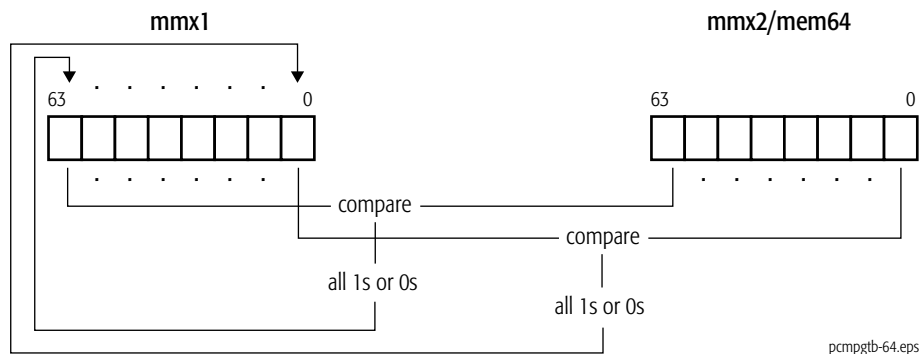 mmx1 mmx2/mem64
. . . . . .
63 0 63 0
. . . . . . . . . . . .
compare
compare
all 1s or 0s
all 1s or 0s
pcmpgtb-64.eps